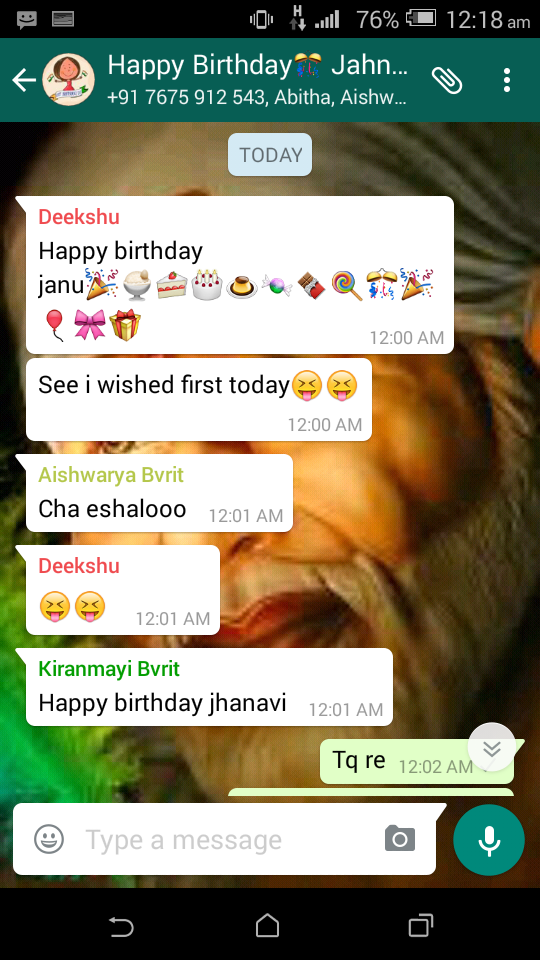 H 76% 12:18 am
Happy Birthday🎊 Jahn...
+91 7675 912 543, Abitha, Aishw...
TODAY
Deekshu
Happy birthday
janu🎉🍨🍰🎂🍮🍬🍫🍭🎊🎉
🎈🎀🎁
12:00 AM
See i wished first today😝😝
12:00 AM
Aishwarya Bvrit
Cha eshalooo 12:01 AM
Deekshu
😝😝 12:01 AM
Kiranmayi Bvrit
Happy birthday jhanavi 12:01 AM
Tq re 12:02 AM
Type a message